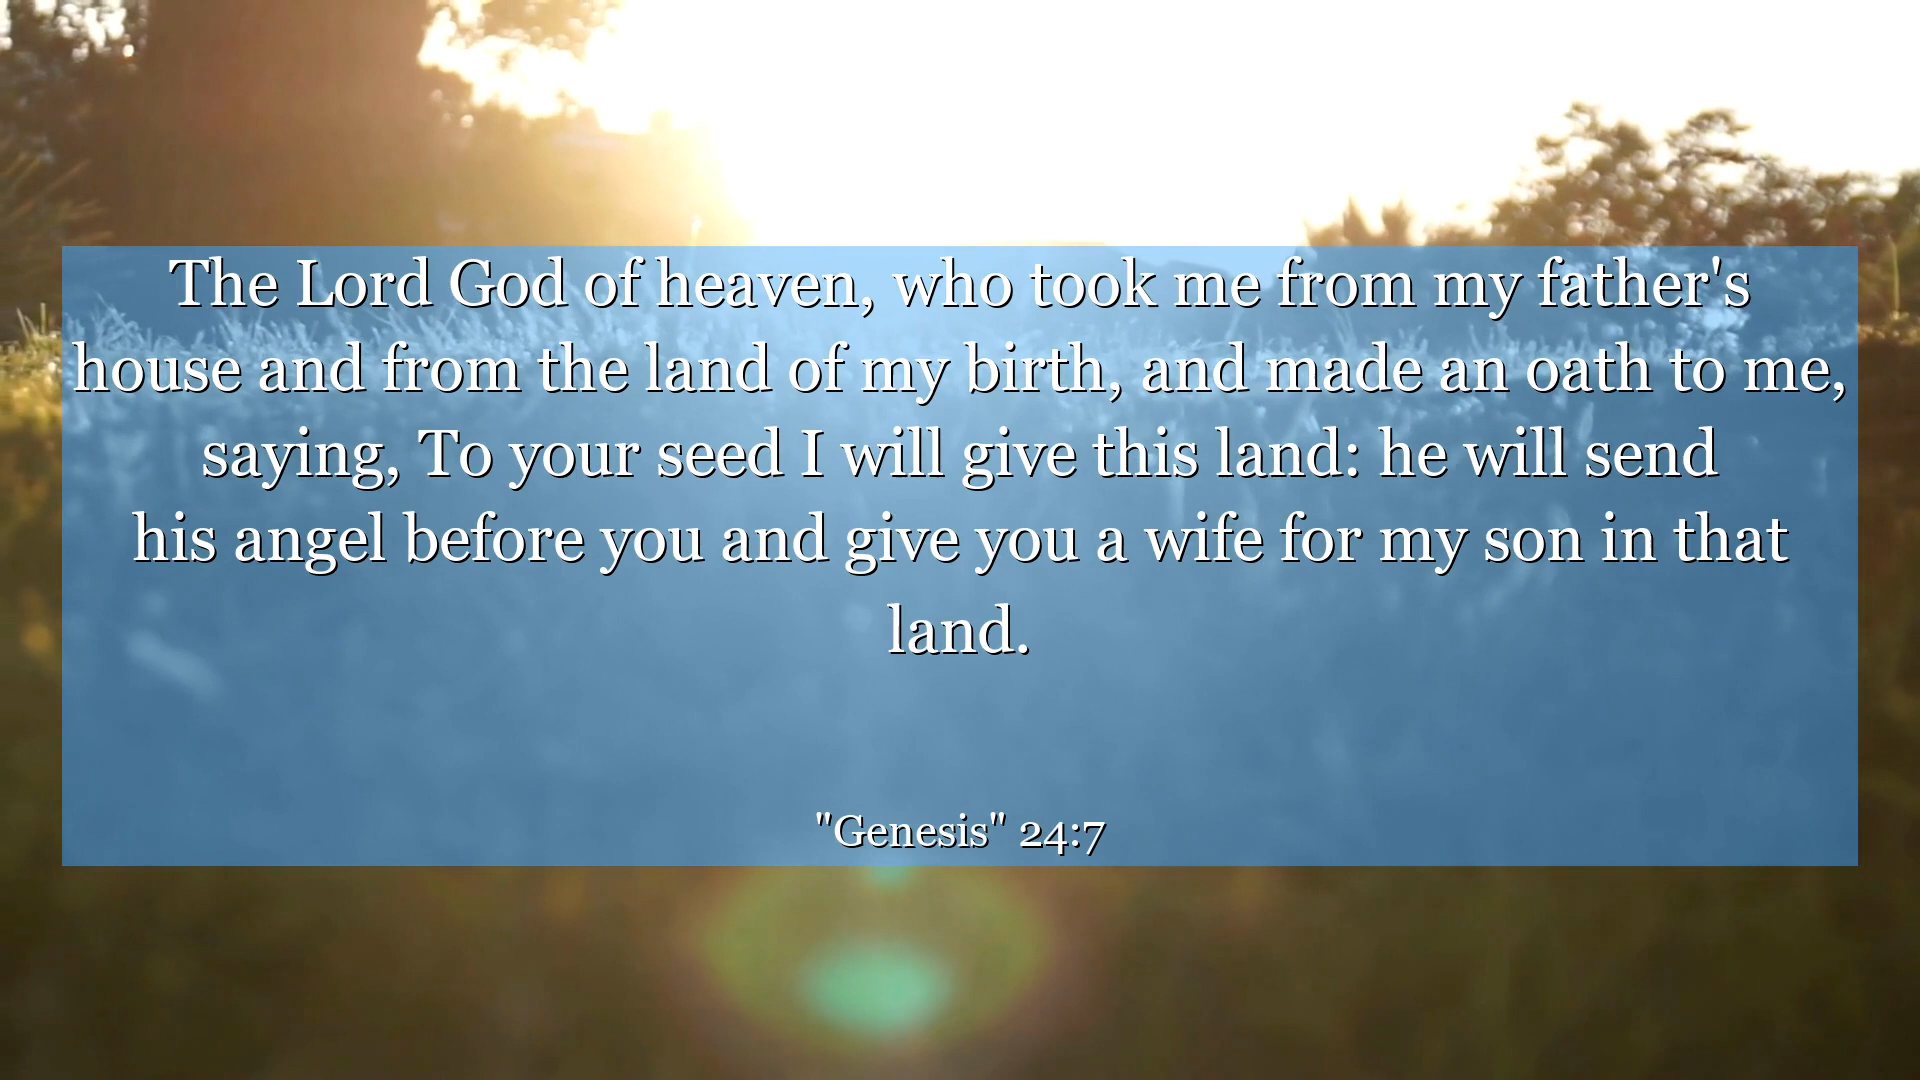 The Lord God of heaven, who took me from my father's
house and from the land of my birth, and made an oath to me,
saying, To your seed I will give this land: he will send
his angel before you and give you a wife for my son in that
land.
"Genesis" 24:7